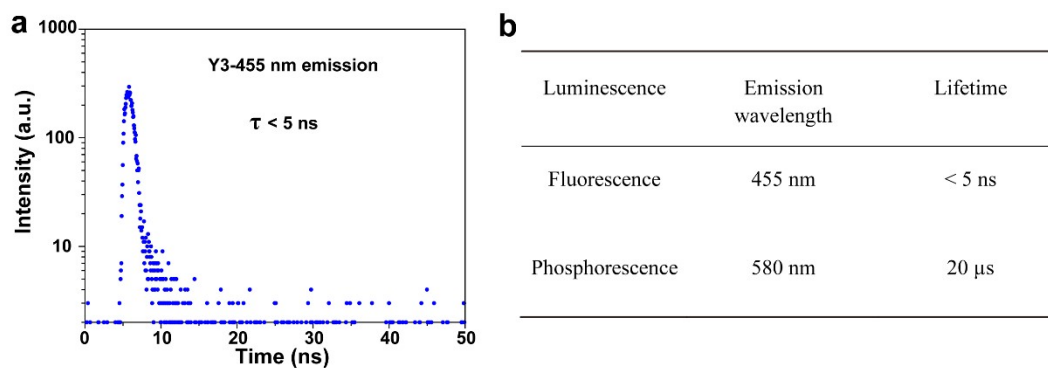 a
1000
100
10
Intensity (a.u.)
Y3-455 nm emission
τ < 5 ns
0 10 20 30 40 50
Time (ns)
b
Luminescence Emission wavelength Lifetime
Fluorescence 455 nm < 5 ns
Phosphorescence 580 nm 20 µs